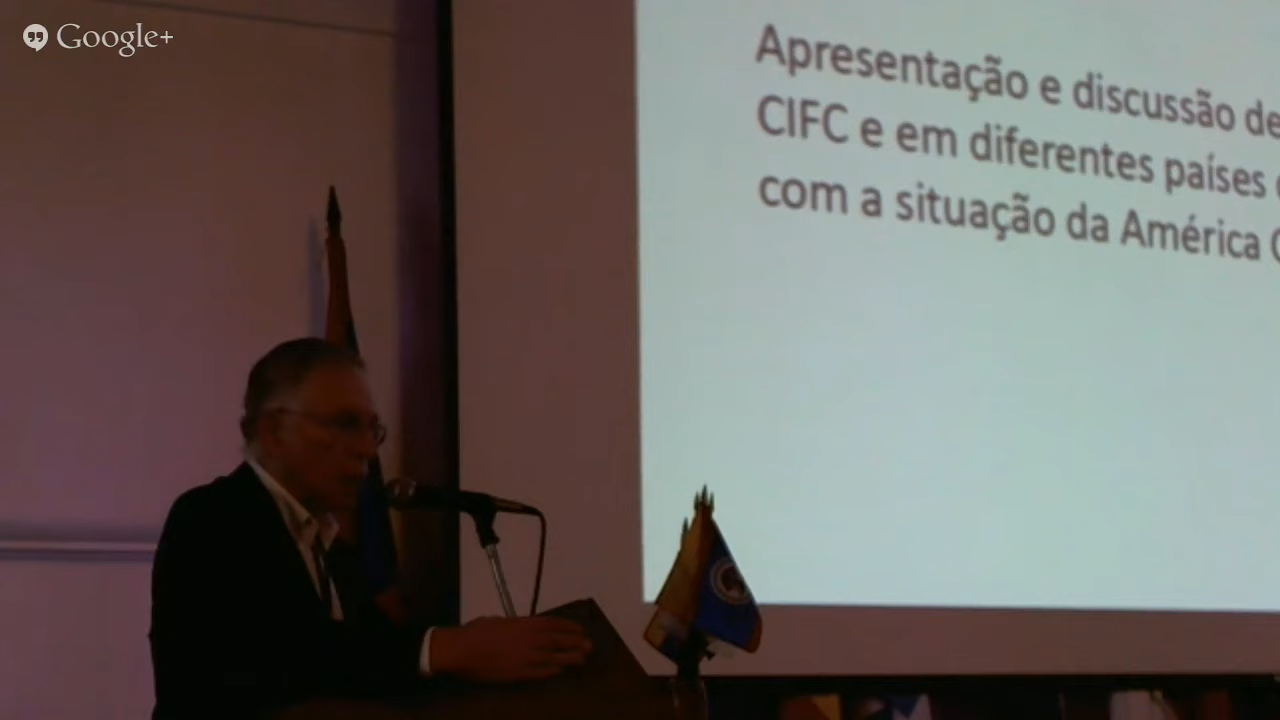 Google+
Apresentação e discussão de
CIFC e em diferentes países
com a situação da América